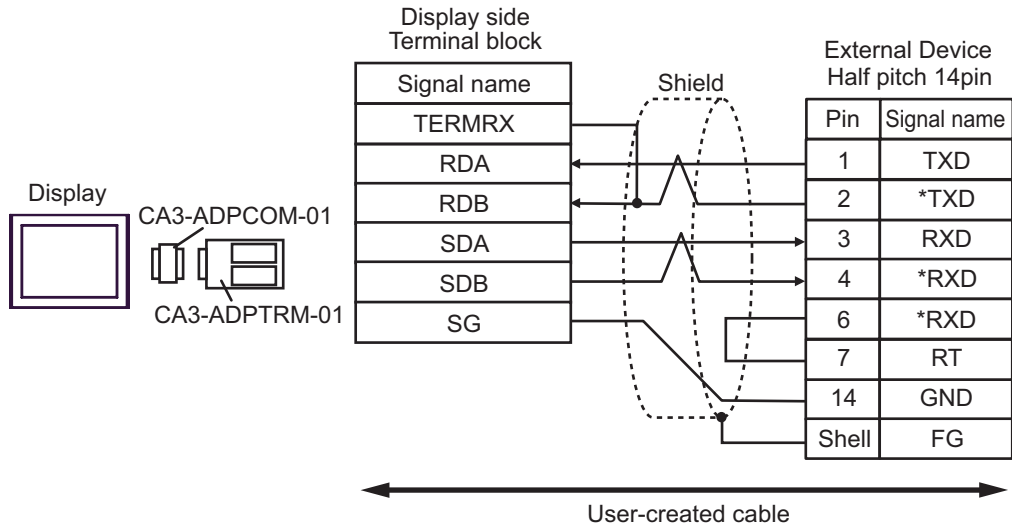 Display side
Terminal block
Signal name
TERMRX
RDA
RDB
SDA
SDB
SG
Shield
External Device
Half pitch 14pin
Pin Signal name
1 TXD
2 *TXD
3 RXD
4 *RXD
6 *RXD
7 RT
14 GND
Shell FG
Display
CA3-ADPCOM-01
CA3-ADPTRM-01
User-created cable